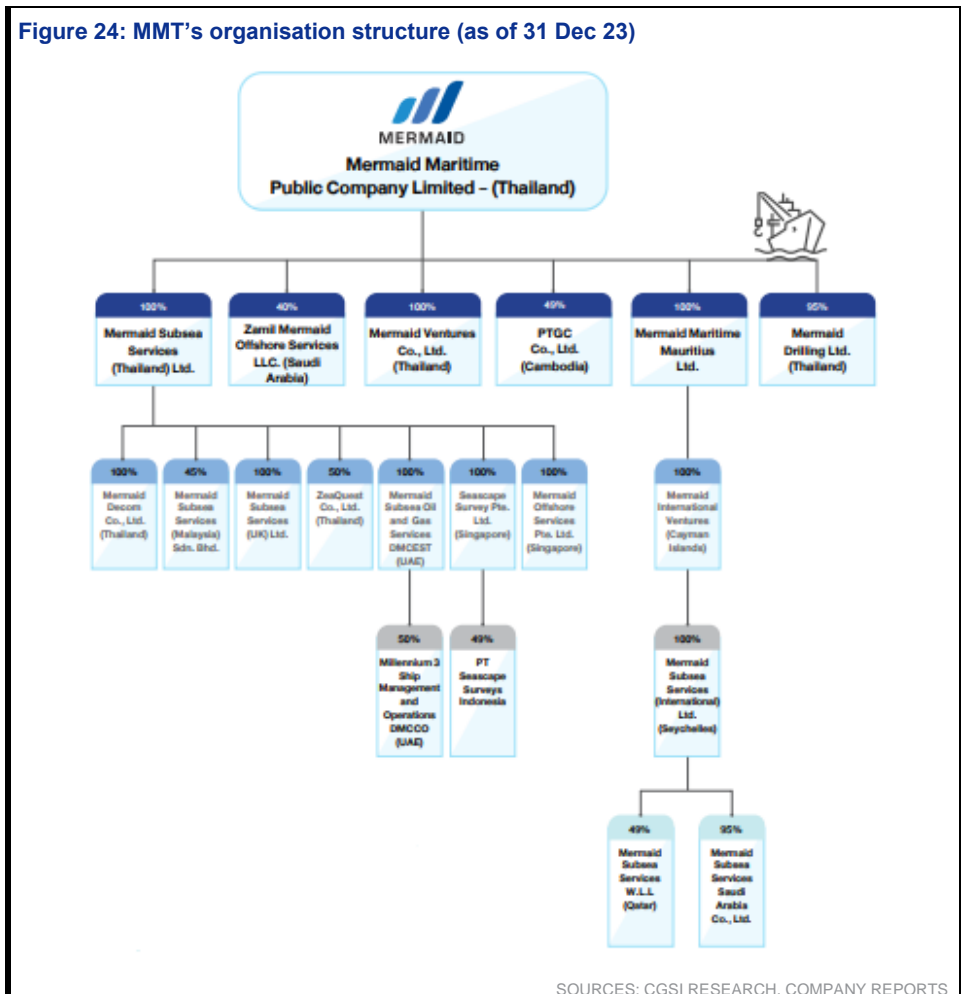 Figure 24: MMT's organisation structure (as of 31 Dec 23)
MERMAID
Mermaid Maritime
Public Company Limited – (Thailand)
100%
Mermaid Subsea
Services
(Thailand) Ltd.
40%
Zamil Mermaid
Offshore Services
LLC. (Saudi
Arabia)
100%
Mermaid Ventures
Co., Ltd.
(Thailand)
49%
PTGC
Co., Ltd.
(Cambodia)
100%
Mermaid Maritime
Mauritius
Ltd.
95%
Mermaid
Drilling Ltd.
(Thailand)
100%
Mermaid
Decom
Co., Ltd.
(Thailand)
45%
Mermaid
Subsea
Services
(Malaysia)
Sdn. Bhd.
100%
Mermaid
Subsea
Services
(UK) Ltd.
50%
ZeaQuest
Co., Ltd.
(Thailand)
100%
Mermaid
Subsea Oil
and Gas
Services
DMCEST
(UAE)
100%
Seascape
Survey Pte.
Ltd.
(Singapore)
100%
Mermaid
Offshore
Services
Pte. Ltd.
(Singapore)
100%
Mermaid
International
Ventures
(Cayman
Islands)
50%
Millennium 3
Ship
Management
and
Operations
DMCCO
(UAE)
49%
PT
Seascape
Surveys
Indonesia
100%
Mermaid
Subsea
Services
(International)
Ltd.
(Seychelles)
49%
Mermaid
Subsea
Services
W.L.L
(Qatar)
95%
Mermaid
Subsea
Services
Saudi
Arabia
Co., Ltd.
SOURCES: CGSI RESEARCH, COMPANY REPORTS